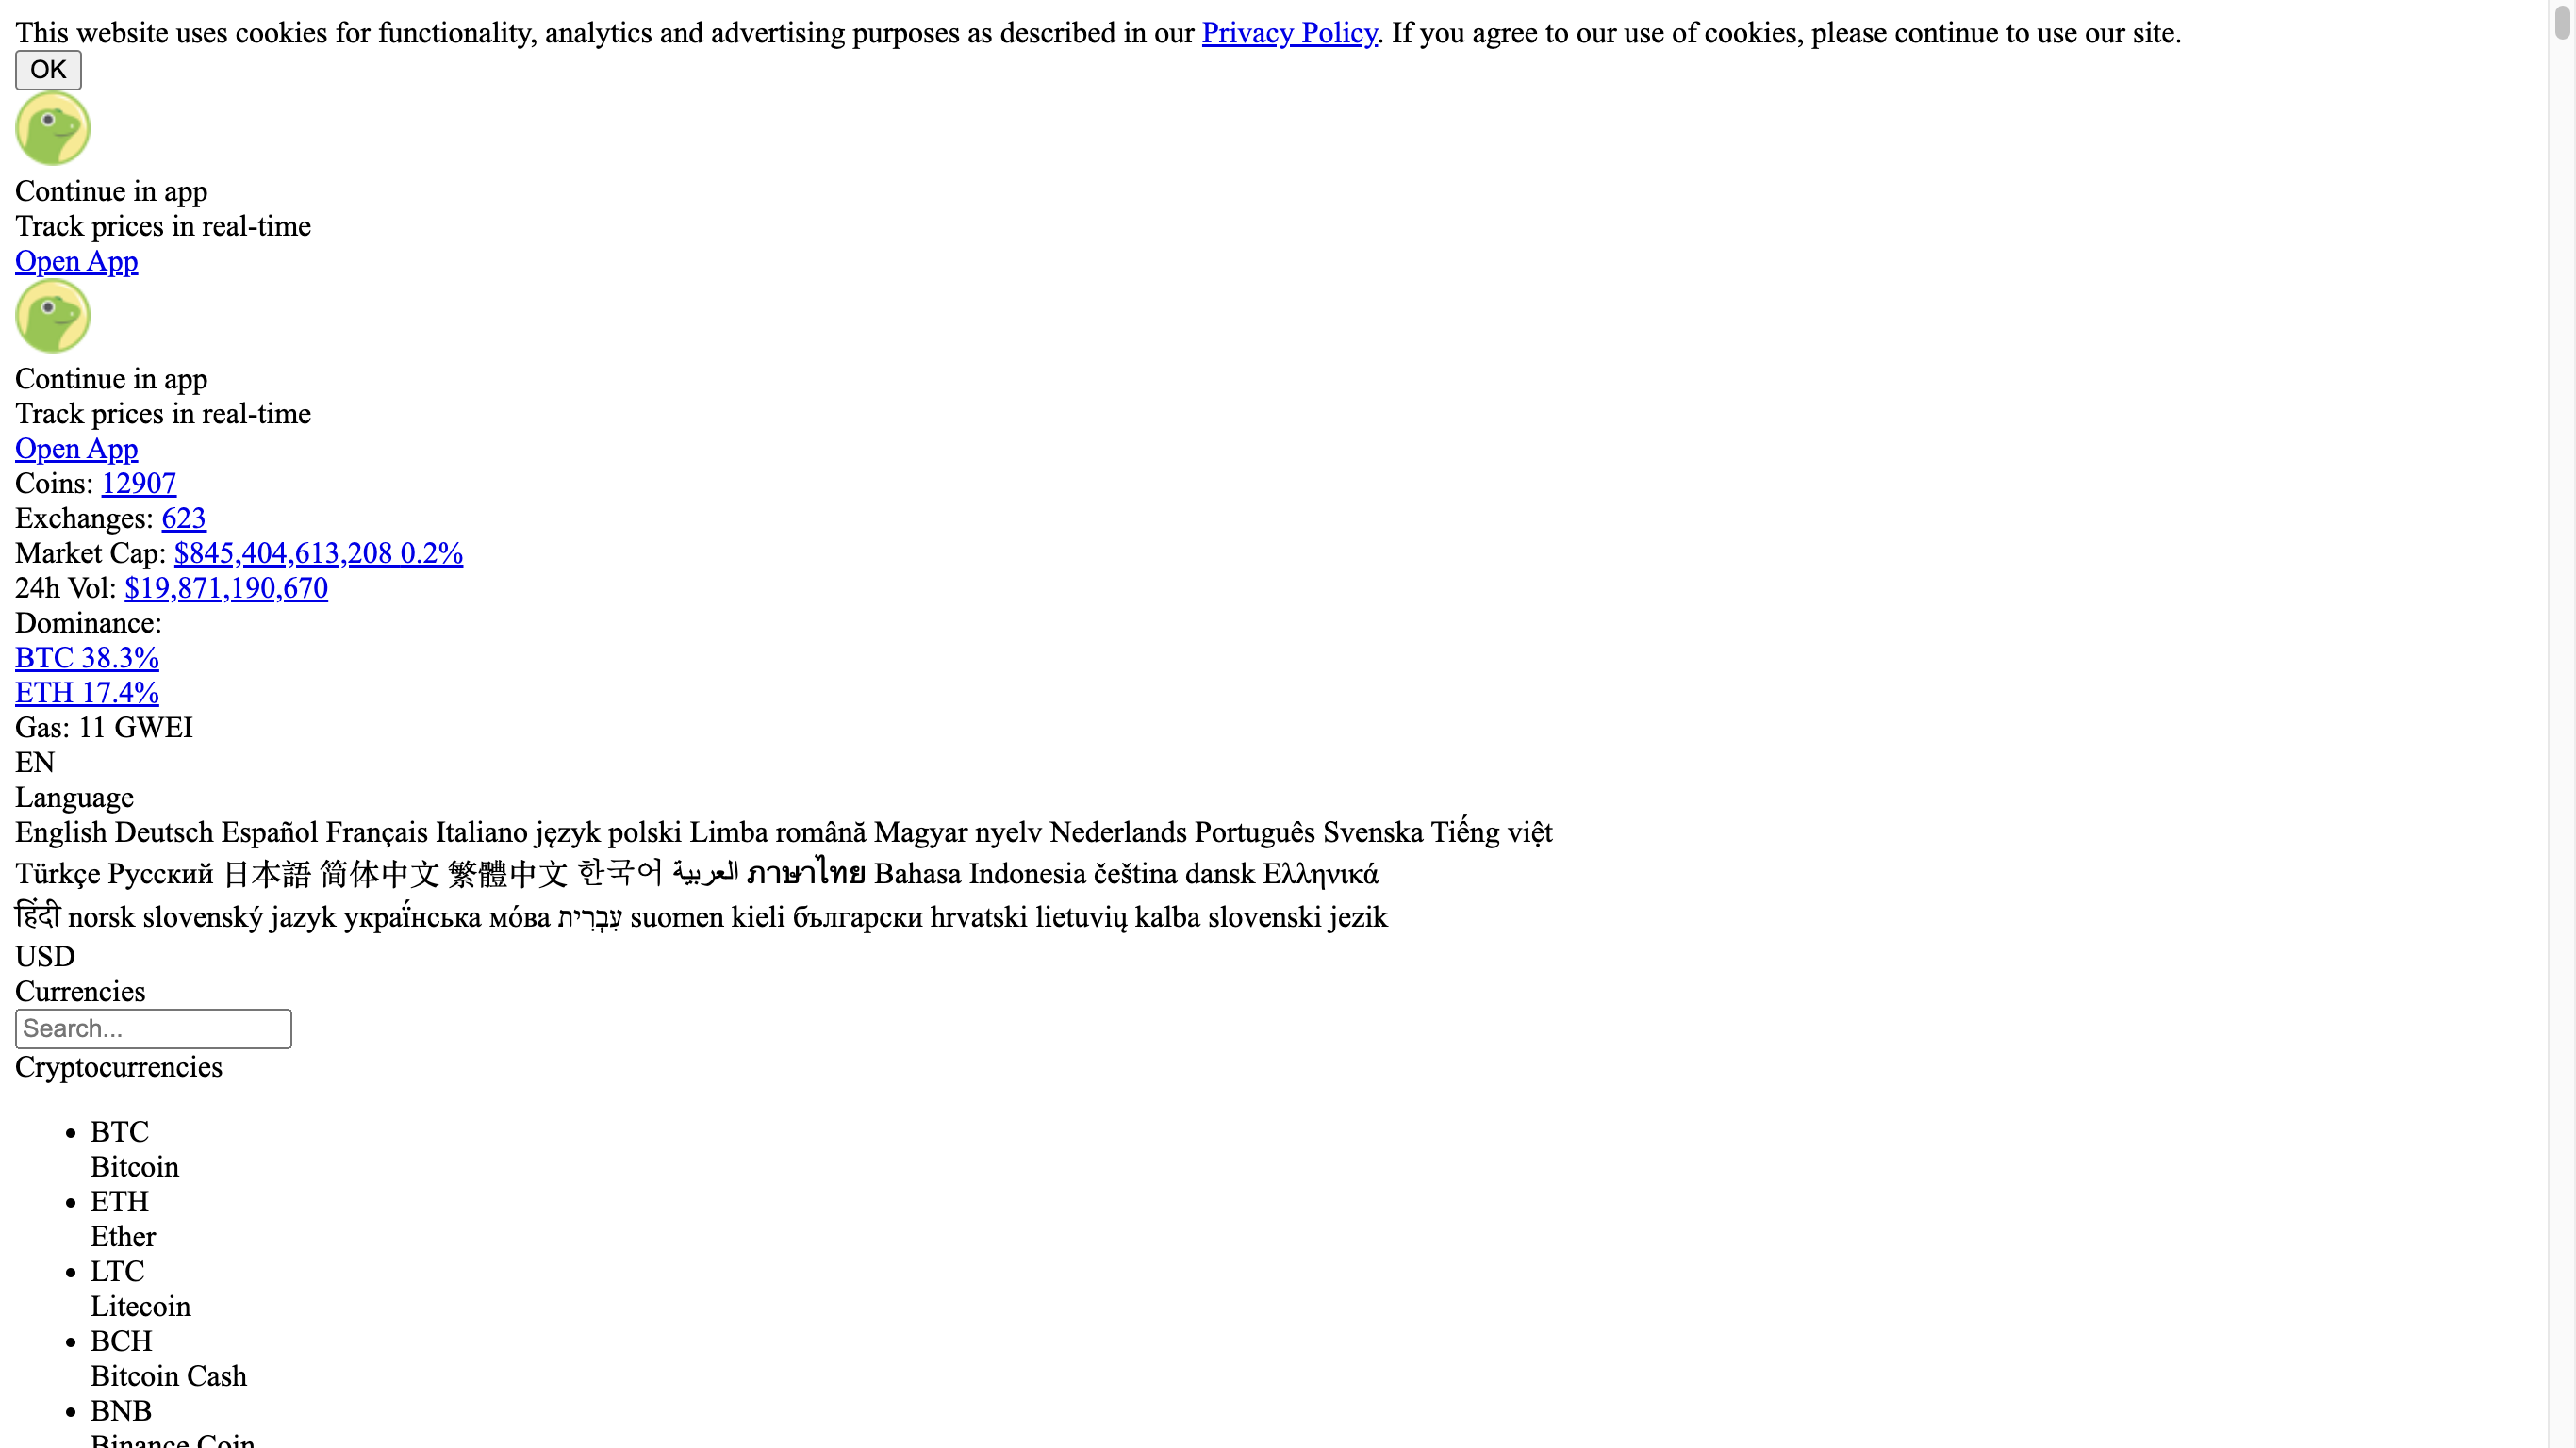 This website uses cookies for functionality, analytics and advertising purposes as described in our Privacy Policy. If you agree to our use of cookies, please continue to use our site.
OK
Continue in app
Track prices in real-time
Open App
Continue in app
Track prices in real-time
Open App
Coins: 12907
Exchanges: 623
Market Cap: $845,404,613,208 0.2%
24h Vol: $19,871,190,670
Dominance:
BTC 38.3%
ETH 17.4%
Gas: 11 GWEI
EN
Language
English Deutsch Español Français Italiano język polski Limba română Magyar nyelv Nederlands Português Svenska Tiếng việt
Türkçe Русский 日本語 简体中文 繁體中文 한국어 العربية ภาษาไทย Bahasa Indonesia čeština dansk Ελληνικά
हिंदी norsk slovenský jazyk украї́нська мо́ва עִבְרִית suomen kieli български hrvatski lietuvių kalba slovenski jezik
USD
Currencies
Search...
Cryptocurrencies
• BTC
Bitcoin
• ETH
Ether
• LTC
Litecoin
• BCH
Bitcoin Cash
• BNB
Binance Coin